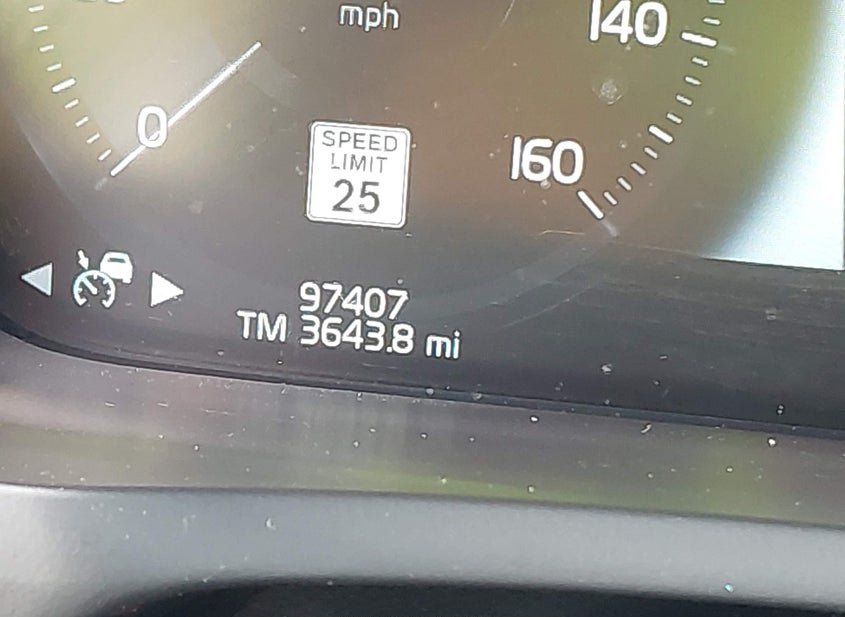 mph
140
0
SPEED
LIMIT
25
160
97407
TM 3643.8 mi